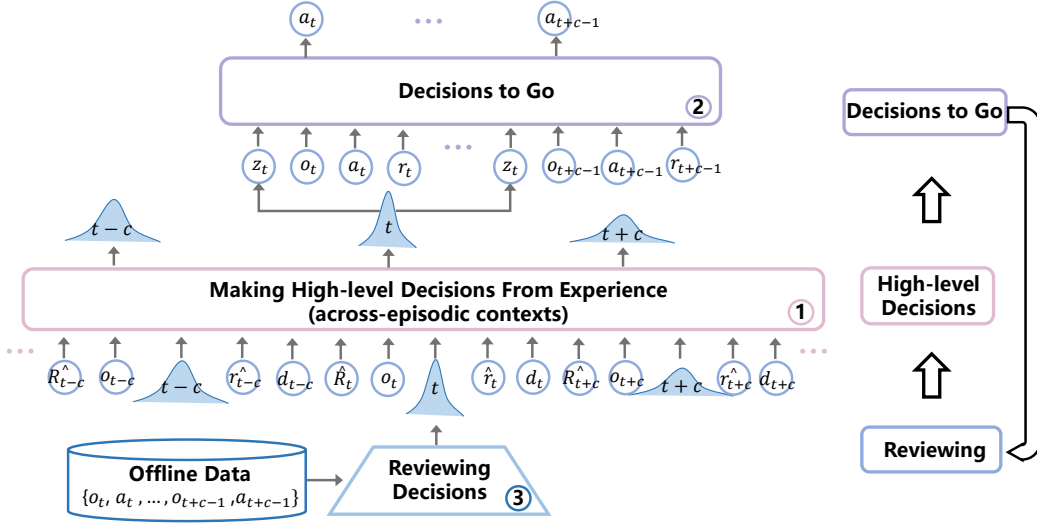 a_t ... a_{t+c−1}
Decisions to Go
2
z_t o_t a_t r_t ... z_t o_{t+c−1} a_{t+c−1} r_{t+c−1}
t − c t t + c
Making High-level Decisions From Experience
(across-episodic contexts)
1
... R̂_{t−c} o_{t−c} t − c r̂_{t−c} d_{t−c} R̂_t o_t t r̂_t d_t R̂_{t+c} o_{t+c} t + c r̂_{t+c} d_{t+c} ...
Offline Data
{o_t, a_t , ..., o_{t+c−1} ,a_{t+c−1}}
Reviewing
Decisions
3
Decisions to Go
High-level
Decisions
Reviewing